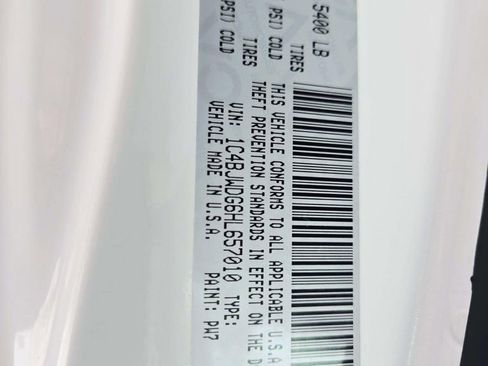 5400 LB
TIRES
PSI) COLD
TIRES
PSI) COLD
THIS VEHICLE CONFORMS TO ALL APPLICABLE U.S.A
THEFT PREVENTION STANDARDS IN EFFECT ON THE D
VIN: 1C4BJWDG6HL657010 TYPE:
VEHICLE MADE IN U.S.A. PAINT: PW7